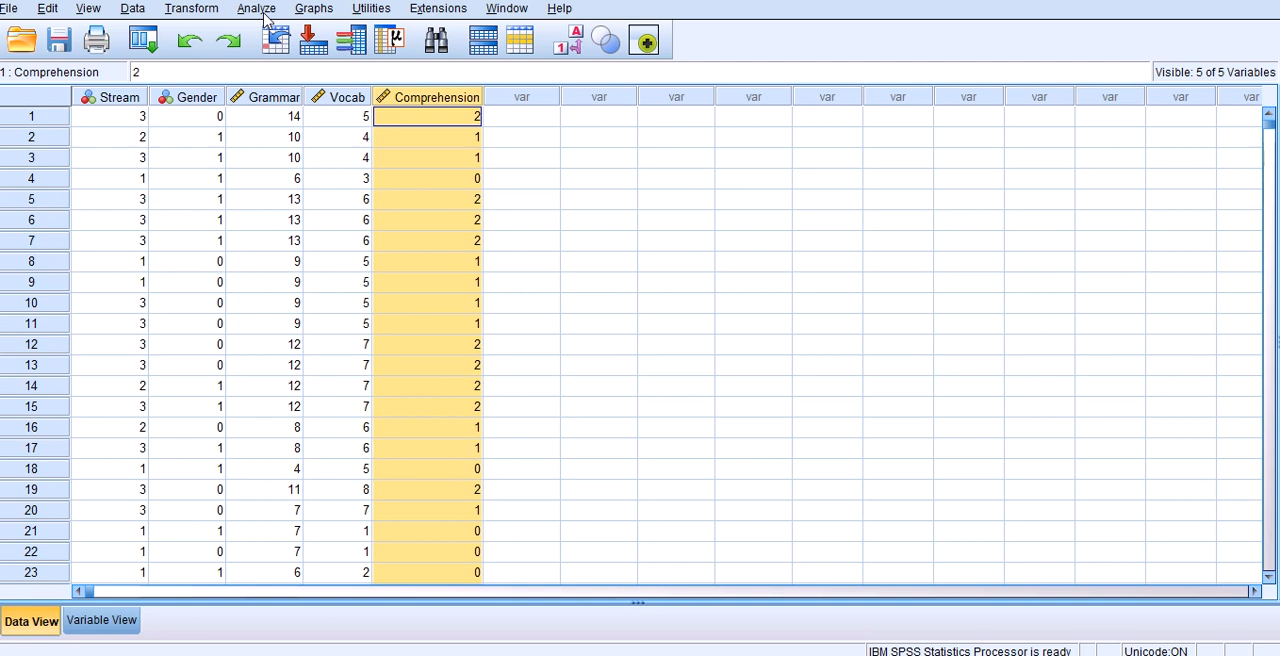 File Edit View Data Transform Analyze Graphs Utilities Extensions Window Help
1 A
1 : Comprehension 2 Visible: 5 of 5 Variables
Stream Gender Grammar Vocab Comprehension var var var var var var var var var var
1 3 0 14 5 2
2 2 1 10 4 1
3 3 1 10 4 1
4 1 1 6 3 0
5 3 1 13 6 2
6 3 1 13 6 2
7 3 1 13 6 2
8 1 0 9 5 1
9 1 0 9 5 1
10 3 0 9 5 1
11 3 0 9 5 1
12 3 0 12 7 2
13 3 0 12 7 2
14 2 1 12 7 2
15 3 1 12 7 2
16 2 0 8 6 1
17 3 1 8 6 1
18 1 1 4 5 0
19 3 0 11 8 2
20 3 0 7 7 1
21 1 1 7 1 0
22 1 0 7 1 0
23 1 1 6 2 0
Data View Variable View
IBM SPSS Statistics Processor is ready Unicode:ON